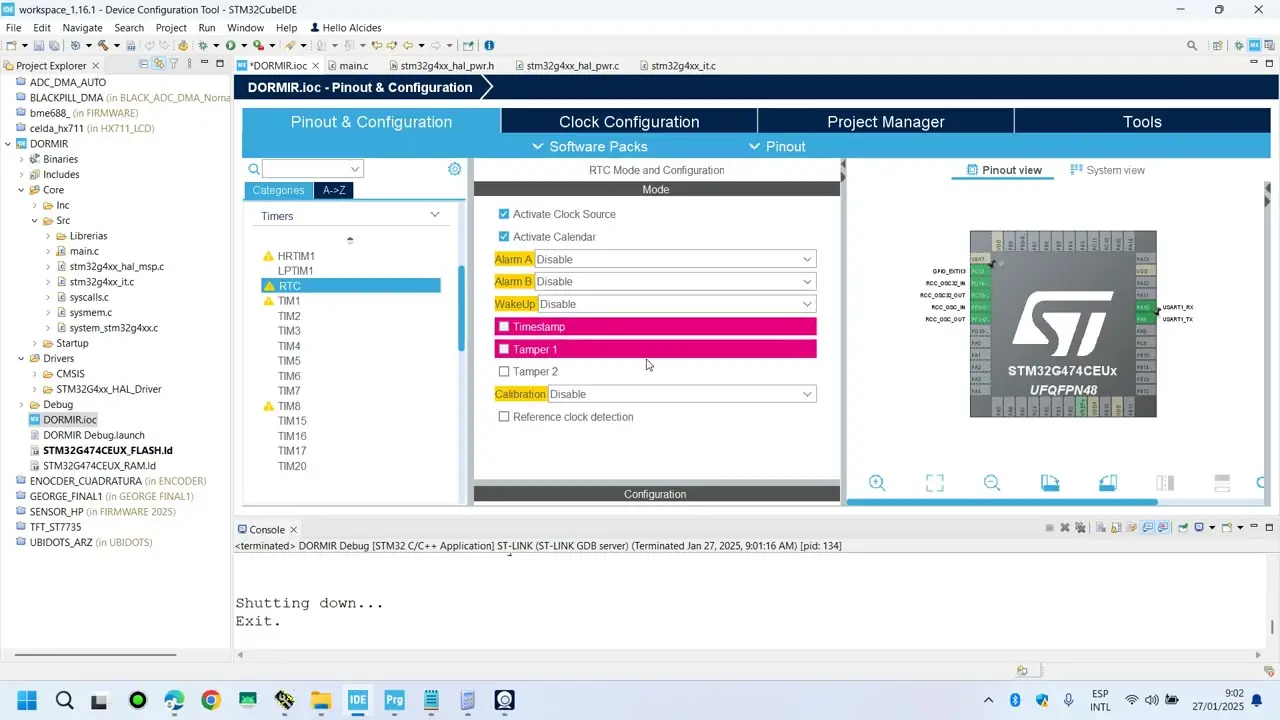 workspace_1.16.1 - Device Configuration Tool - STM32CubeIDE
File Edit Navigate Search Project Run Window Help Hello Alcides
Project Explorer
*DORMIR.ioc
main.c
stm32g4xx_hal_pwr.h
stm32g4xx_hal_pwr.c
stm32g4xx_it.c
ADC_DMA_AUTO
BLACKPILL_DMA (in BLACK_ADC_DMA_Norma
bme688_ (in FIRMWARE)
celda_hx711 (in HX711_LCD)
DORMIR
Binaries
Includes
Core
Inc
Src
Librerias
main.c
stm32g4xx_hal_msp.c
stm32g4xx_it.c
syscalls.c
sysmem.c
system_stm32g4xx.c
Startup
Drivers
CMSIS
STM32G4xx_HAL_Driver
Debug
DORMIR.ioc
DORMIR Debug.launch
STM32G474CEUX_FLASH.ld
STM32G474CEUX_RAM.ld
ENOCDER_CUADRATURA (in ENCODER)
GEORGE_FINAL1 (in GEORGE FINAL1)
SENSOR_HP (in FIRMWARE 2025)
TFT_ST7735
UBIDOTS_ARZ (in UBIDOTS)
DORMIR.ioc - Pinout & Configuration
Pinout & Configuration
Clock Configuration
Project Manager
Tools
Software Packs
Pinout
Categories
A->Z
Timers
HRTIM1
LPTIM1
RTC
TIM1
TIM2
TIM3
TIM4
TIM5
TIM6
TIM7
TIM8
TIM15
TIM16
TIM17
TIM20
RTC Mode and Configuration
Mode
Activate Clock Source
Activate Calendar
Alarm A Disable
Alarm B Disable
WakeUp Disable
Timestamp
Tamper 1
Tamper 2
Calibration Disable
Reference clock detection
Configuration
Pinout view
System view
GPIO_EXTI13
RCC_OSC32_IN
RCC_OSC32_OUT
RCC_OSC_IN
RCC_OSC_OUT
USART1_RX
USART1_TX
STM32G474CEUx
UFQFPN48
Console
<terminated> DORMIR Debug [STM32 C/C++ Application] ST-LINK (ST-LINK GDB server) (Terminated Jan 27, 2025, 9:01:16 AM) [pid: 134]
Shutting down...
Exit.
IDE
Prg
ESP
INTL
9:02
27/01/2025